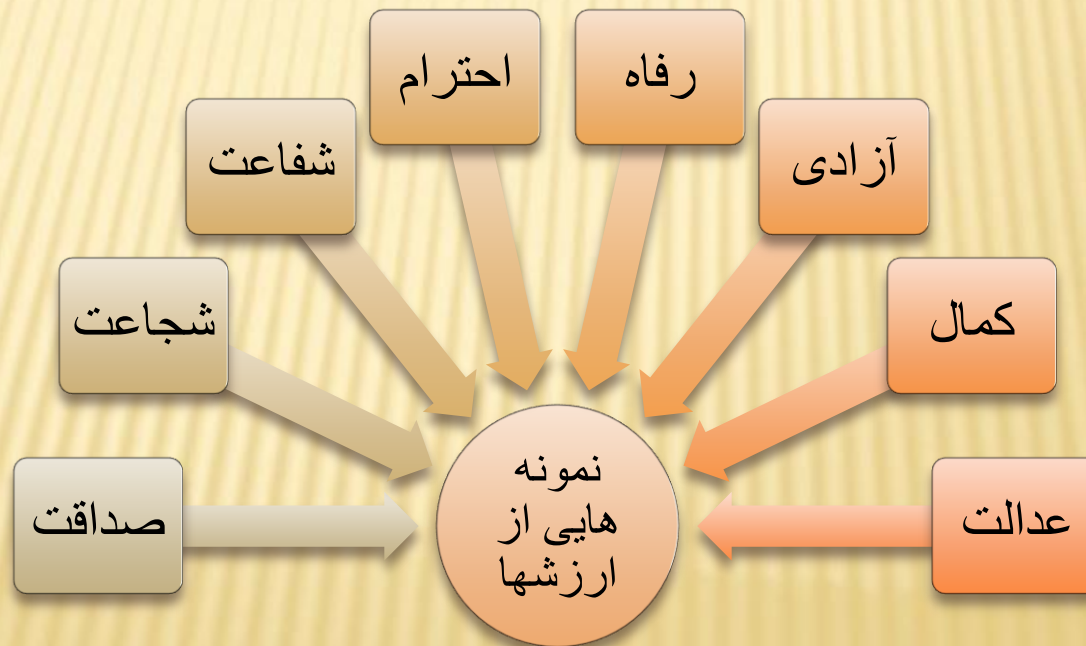 عدالت
کمال
آزادی
رفاه
احترام
شفاعت
شجاعت
صداقت
نمونه
هایی از
ارزشها